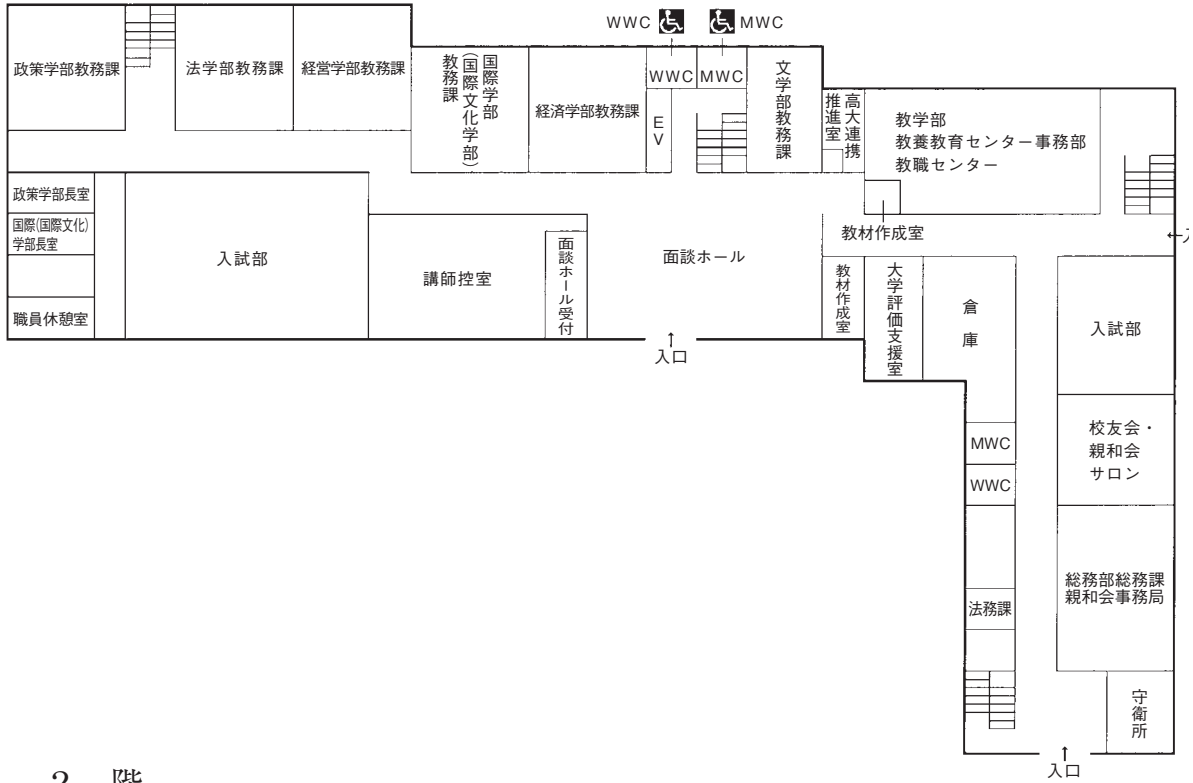 WWC
MWC
政策学部教務課
法学部教務課
経営学部教務課
国際学部
（国際文化学部）
教務課
経済学部教務課
WWC
MWC
EV
文学部教務課
高大連携
推進室
教学部
教養教育センター事務部
教職センター
政策学部長室
国際(国際文化)
学部長室
職員休憩室
入試部
講師控室
面談ホール受付
面談ホール
教材作成室
←入
教材作成室
大学評価支援室
倉庫
入試部
↑
入口
MWC
WWC
校友会・
親和会
サロン
法務課
総務部総務課
親和会事務局
守衛所
↑
入口